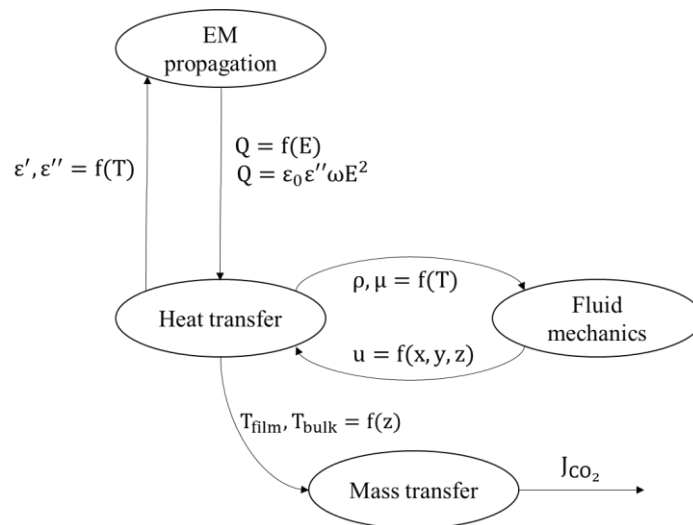 EM
propagation
ε′, ε′′ = f(T)
Q = f(E)
Q = ε₀ε′′ωE²
ρ, μ = f(T)
Heat transfer
Fluid
mechanics
u = f(x, y, z)
T_film, T_bulk = f(z)
Mass transfer
J_CO₂